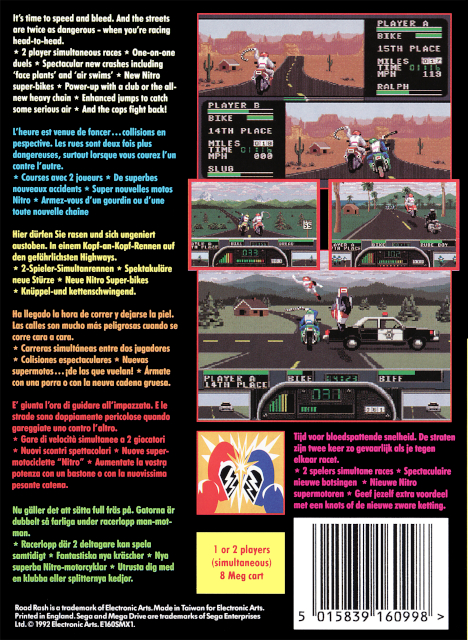 It's time to speed and bleed. And the streets
are twice as dangerous – when you're racing
head-to-head.
★ 2 player simultaneous races ★ One-on-one
duels ★ Spectacular new crashes including
'face plants' and 'air swims' ★ New Nitro
super-bikes ★ Power-up with a club or the all-
new heavy chain ★ Enhanced jumps to catch
some serious air ★ And the cops fight back!
L'heure est venue de foncer...collisions en
pespective. Les rues sont deux fois plus
dangereuses, surtout lorsque vous courez l'un
contre l'autre.
★ Courses avec 2 joueurs ★ De superbes
nouveaux accidents ★ Super nouvelles motos
Nitro ★ Armez-vous d'un gourdin ou d'une
toute nouvelle chaîne
Hier dürfen Sie rasen und sich ungeniert
austoben. In einem Kopf-an-Kopf-Rennen auf
den gefährlichsten Highways.
★ 2-Spieler-Simultanrennen ★ Spektakuläre
neue Stürze ★ Neue Nitro Super-bikes
★ Knüppel-und kettenschwingend.
Ha llegado la hora de correr y dejarse la piel.
Las calles son mucho más peligrosas cuando se
corre cara a cara.
★ Carreras simultáneas entre dos jugadores
★ Colisiones espectaculares ★ Nuevas
supermotos...¡de las que vuelan! ★ Ármate
con una porra o con la nueva cadena gruesa.
E' giunta l'ora di guidare all'impazzata. E le
strade sono doppiamente pericolose quando
gareggiate uno contro l'altro.
★ Gare di velocità simultanee a 2 giocatori
★ Nuovi scontri spettacolari ★ Nuove super-
motociclette "Nitro" ★ Aumentate la vostra
potenza con un bastone o con la nuovissima
pesante catena.
Nu gäller det att sätta full fräs på. Gatorna är
dubbelt så farliga under racerlopp man-mot-
man.
★ Racerlopp där 2 deltagare kan spela
samtidigt ★ Fantastiska nya kräscher ★ Nya
superba Nitro-motorcyklar ★ Utrusta dig med
en klubba eller splitternya kedjor.
PLAYER A
BIKE
15TH PLACE
MILES
TIME 01:16
MPH 113
RALPH
PLAYER B
BIKE
14TH PLACE
MILES
TIME 01:16
MPH 000
SLUG
PLAYER A
14TH PLACE
BIKE
BIFF
037
Tijd voor bloedspattende snelheid. De straten
zijn twee keer zo gevaarlijk als je tegen
elkaar racet.
★ 2 spelers simultane races ★ Spectaculaire
nieuwe botsingen ★ Nieuwe Nitro
supermotoren ★ Geef jezelf extra voordeel
met een knots of de nieuwe zware ketting.
1 or 2 players
(simultaneous)
8 Meg cart
5 015839 160998 >
Road Rash is a trademark of Electronic Arts. Made in Taiwan for Electronic Arts.
Printed in England. Sega and Mega Drive are trademarks of Sega Enterprises
Ltd. © 1992 Electronic Arts. E160SMX1.